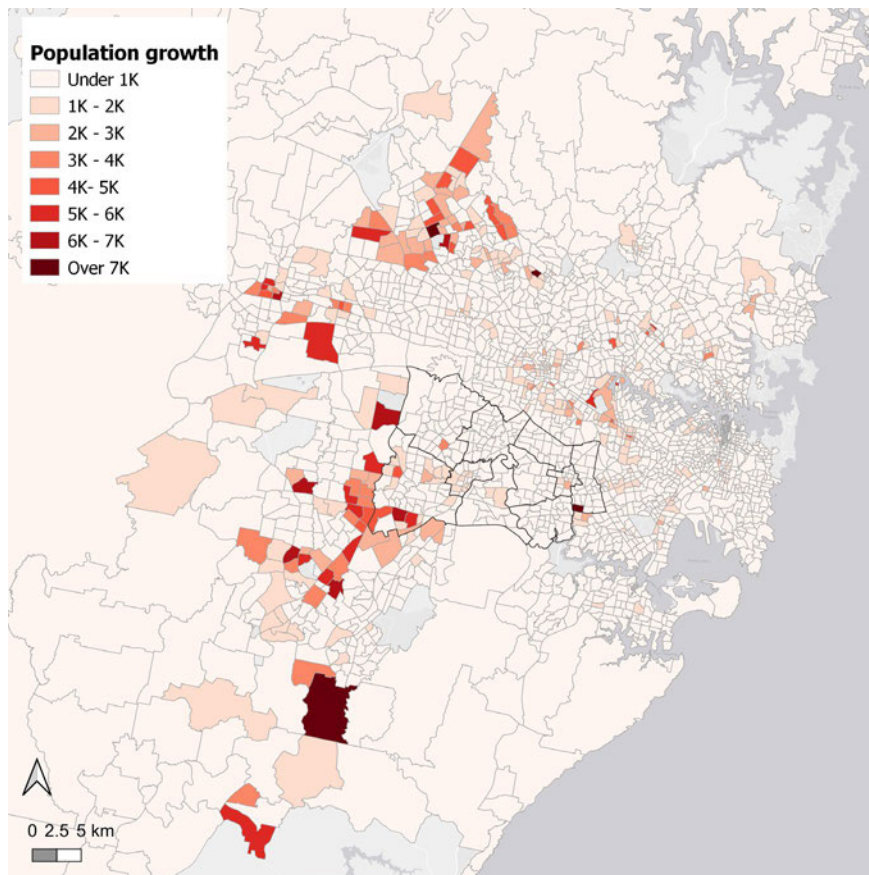 Population growth
Under 1K
1K - 2K
2K - 3K
3K - 4K
4K- 5K
5K - 6K
6K - 7K
Over 7K
0 2.5 5 km